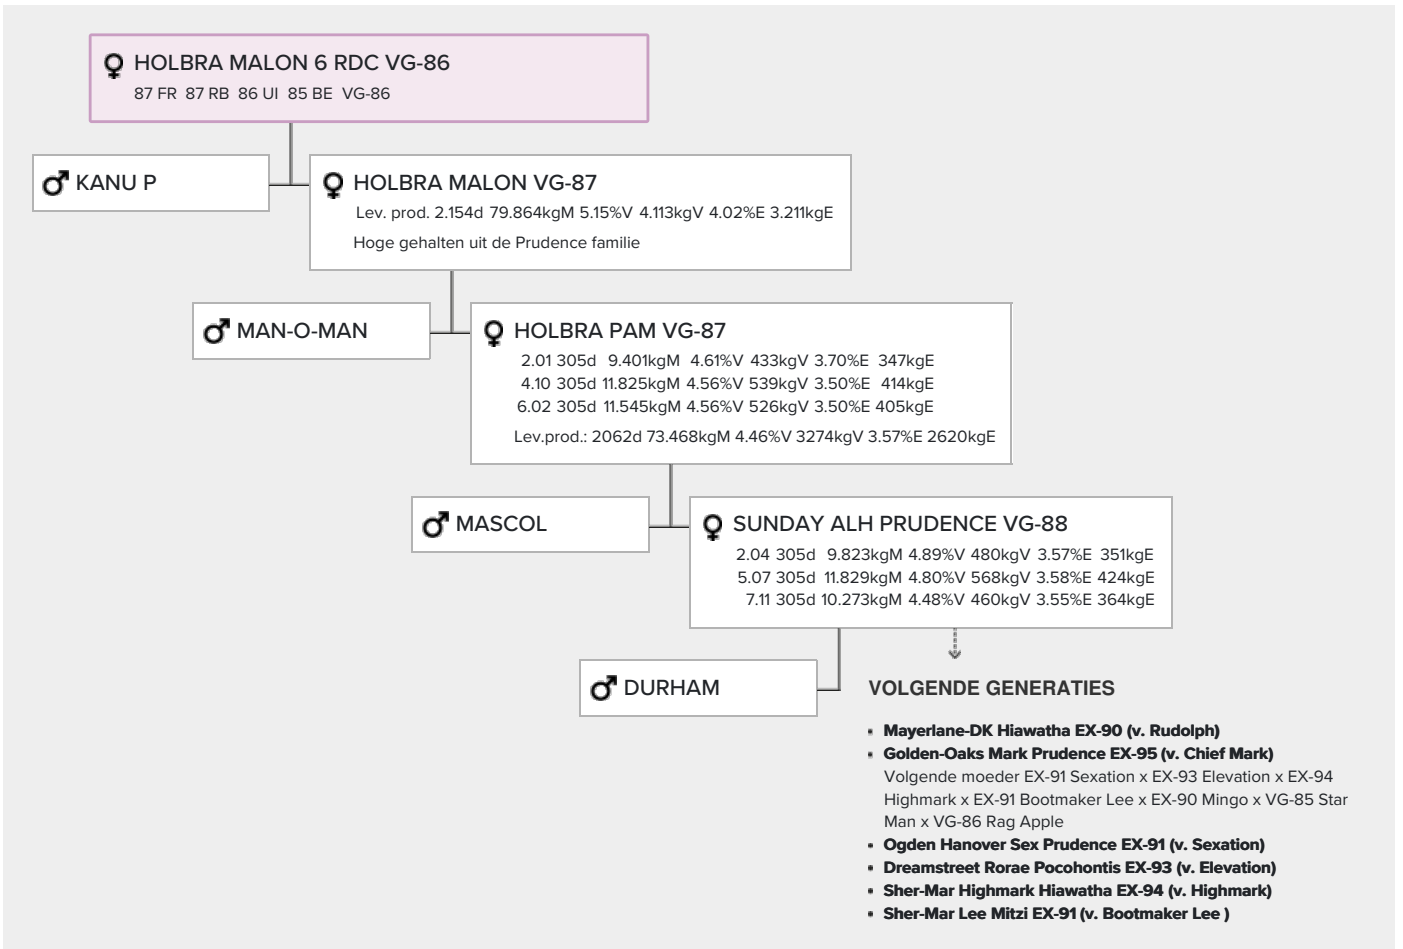 HOLBRA MALON 6 RDC VG-86
87 FR 87 RB 86 UI 85 BE VG-86
KANU P
HOLBRA MALON VG-87
Lev. prod. 2.154d 79.864kgM 5.15%V 4.113kgV 4.02%E 3.211kgE
Hoge gehalten uit de Prudence familie
MAN-O-MAN
HOLBRA PAM VG-87
2.01 305d 9.401kgM 4.61%V 433kgV 3.70%E 347kgE
4.10 305d 11.825kgM 4.56%V 539kgV 3.50%E 414kgE
6.02 305d 11.545kgM 4.56%V 526kgV 3.50%E 405kgE
Lev.prod.: 2062d 73.468kgM 4.46%V 3274kgV 3.57%E 2620kgE
MASCOL
SUNDAY ALH PRUDENCE VG-88
2.04 305d 9.823kgM 4.89%V 480kgV 3.57%E 351kgE
5.07 305d 11.829kgM 4.80%V 568kgV 3.58%E 424kgE
7.11 305d 10.273kgM 4.48%V 460kgV 3.55%E 364kgE
DURHAM
VOLGENDE GENERATIES
• Mayerlane-DK Hiawatha EX-90 (v. Rudolph)
• Golden-Oaks Mark Prudence EX-95 (v. Chief Mark)
Volgende moeder EX-91 Sexation x EX-93 Elevation x EX-94
Highmark x EX-91 Bootmaker Lee x EX-90 Mingo x VG-85 Star
Man x VG-86 Rag Apple
• Ogden Hanover Sex Prudence EX-91 (v. Sexation)
• Dreamstreet Rorae Pocohontis EX-93 (v. Elevation)
• Sher-Mar Highmark Hiawatha EX-94 (v. Highmark)
• Sher-Mar Lee Mitzi EX-91 (v. Bootmaker Lee )